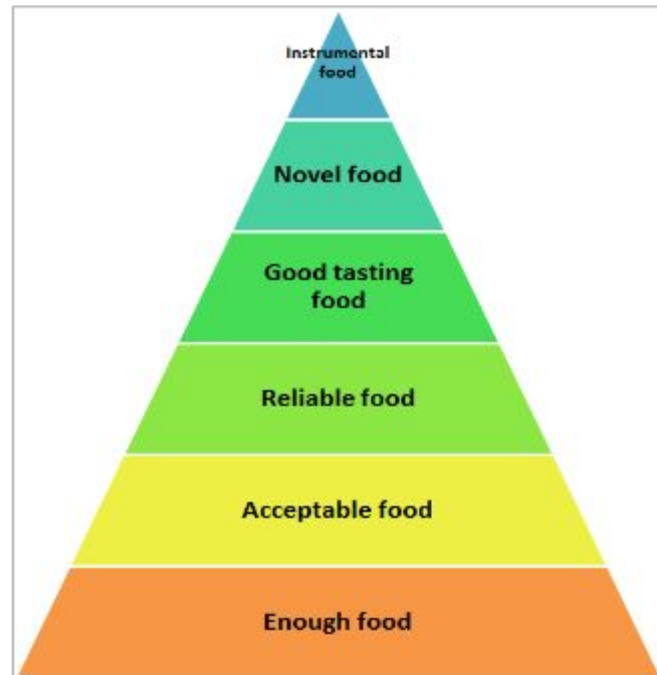 Instrumental
food
Novel food
Good tasting
food
Reliable food
Acceptable food
Enough food